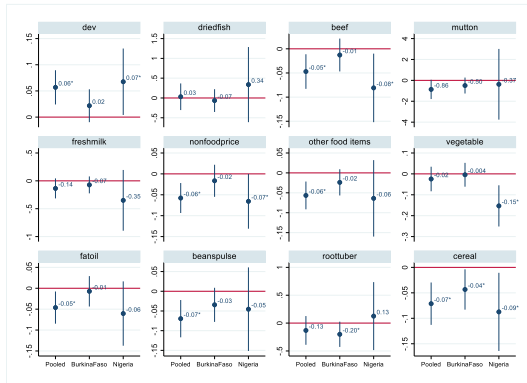 dev
driedfish
beef
mutton
0 .05 .1 .15
0.06*
0.02
0.07*
-.5 0 .5 1
0.03
-0.07
0.34
-.15 -.1 -.05 0
-0.05*
-0.01
-0.08*
-4 -2 0 2 4
-0.86
-0.50
-0.37
freshmilk
nonfoodprice
other food items
vegetable
-1 -.5 0 .5
-0.14
-0.07
-0.35
-.15 -.1 -.05 0 .05
-0.06*
-0.02
-0.07*
-.15 -.1 -.05 0 .05
-0.06*
-0.02
-0.06
-.3 -.2 -.1 0 .1
-0.02
-0.004
-0.15*
fatoil
beanspulse
roottuber
cereal
-.15 -.1 -.05 0 .05
-0.05*
-0.01
-0.06
-.15 -.1 -.05 0 .05
-0.07*
-0.03
-0.05
-.5 0 .5 1
-0.13
-0.20*
0.13
-.15 -.1 -.05 0
-0.07*
-0.04*
-0.09*
Pooled BurkinaFaso Nigeria
Pooled BurkinaFaso Nigeria
Pooled BurkinaFaso Nigeria
Pooled BurkinaFaso Nigeria